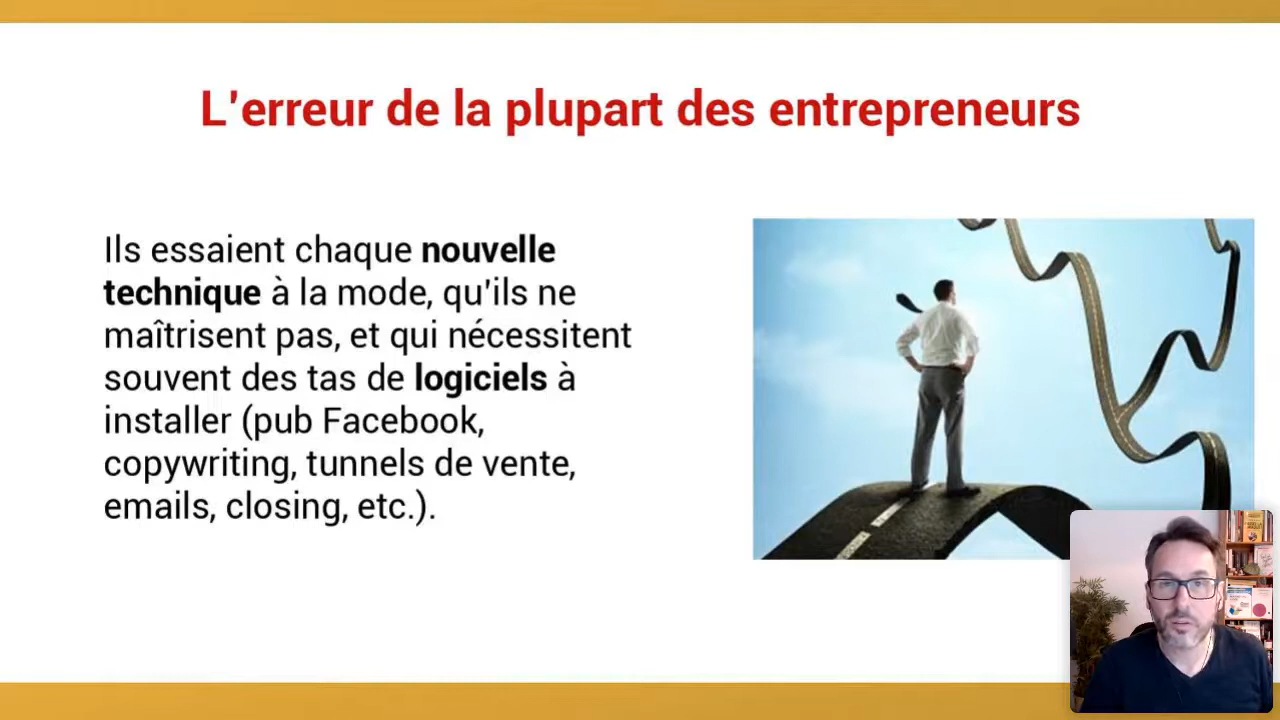 L'erreur de la plupart des entrepreneurs
Ils essaient chaque nouvelle
technique à la mode, qu'ils ne
maîtrisent pas, et qui nécessitent
souvent des tas de logiciels à
installer (pub Facebook,
copywriting, tunnels de vente,
emails, closing, etc.).